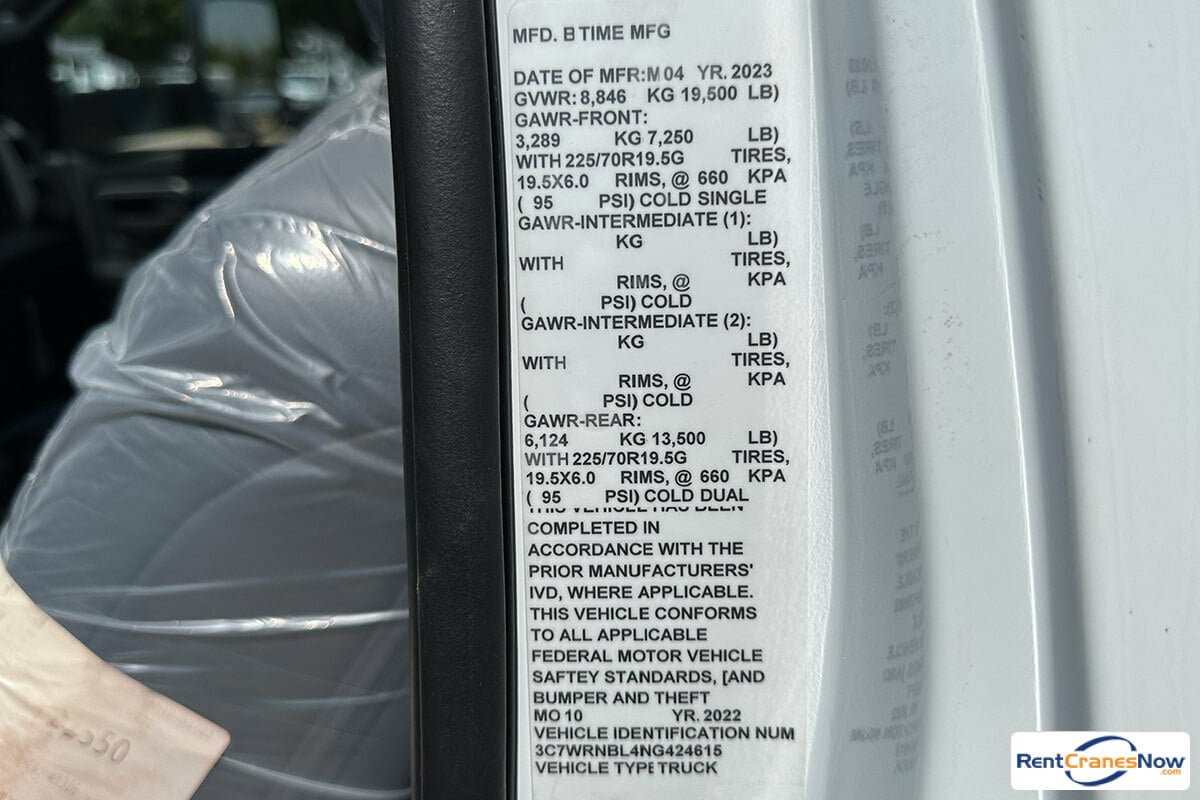 MFD. B TIME MFG
DATE OF MFR:M 04 YR. 2023
GVWR: 8,846 KG 19,500 LB)
GAWR-FRONT:
3,289 KG 7,250 LB)
WITH 225/70R19.5G TIRES,
19.5X6.0 RIMS, @ 660 KPA
( 95 PSI) COLD SINGLE
GAWR-INTERMEDIATE (1):
KG LB)
WITH TIRES,
RIMS, @ KPA
( PSI) COLD
GAWR-INTERMEDIATE (2):
KG LB)
WITH TIRES,
RIMS, @ KPA
( PSI) COLD
GAWR-REAR:
6,124 KG 13,500 LB)
WITH 225/70R19.5G TIRES,
19.5X6.0 RIMS, @ 660 KPA
( 95 PSI) COLD DUAL
THIS VEHICLE HAS BEEN
COMPLETED IN
ACCORDANCE WITH THE
PRIOR MANUFACTURERS'
IVD, WHERE APPLICABLE.
THIS VEHICLE CONFORMS
TO ALL APPLICABLE
FEDERAL MOTOR VEHICLE
SAFTEY STANDARDS, [AND
BUMPER AND THEFT
MO 10 YR. 2022
VEHICLE IDENTIFICATION NUM
3C7WRNBL4NG424615
VEHICLE TYPE TRUCK
RentCranesNow.com